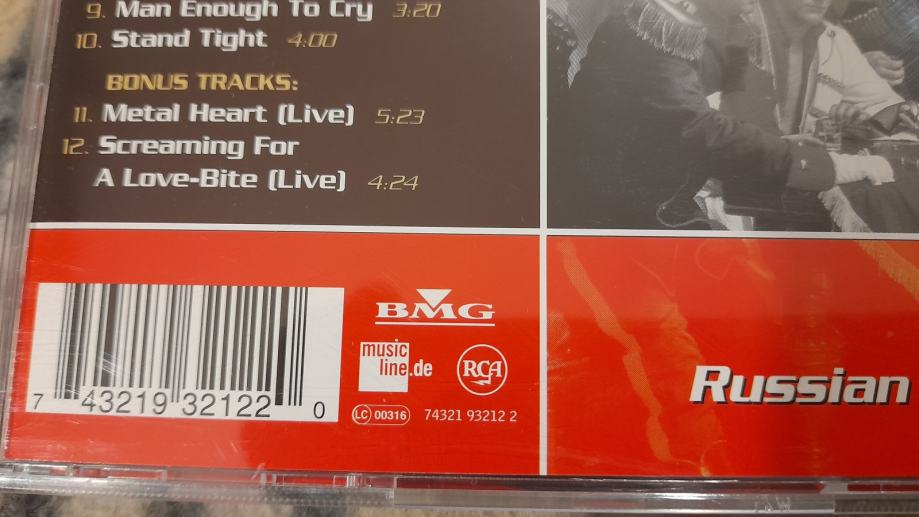 9. Man Enough To Cry 3:20
10. Stand Tight 4:00
BONUS TRACKS:
11. Metal Heart (Live) 5:23
12. Screaming For
A Love-Bite (Live) 4:24
BMG
music
line.de
RCA
7 43219 32122 0
LC 00316 74321 93212 2
Russian